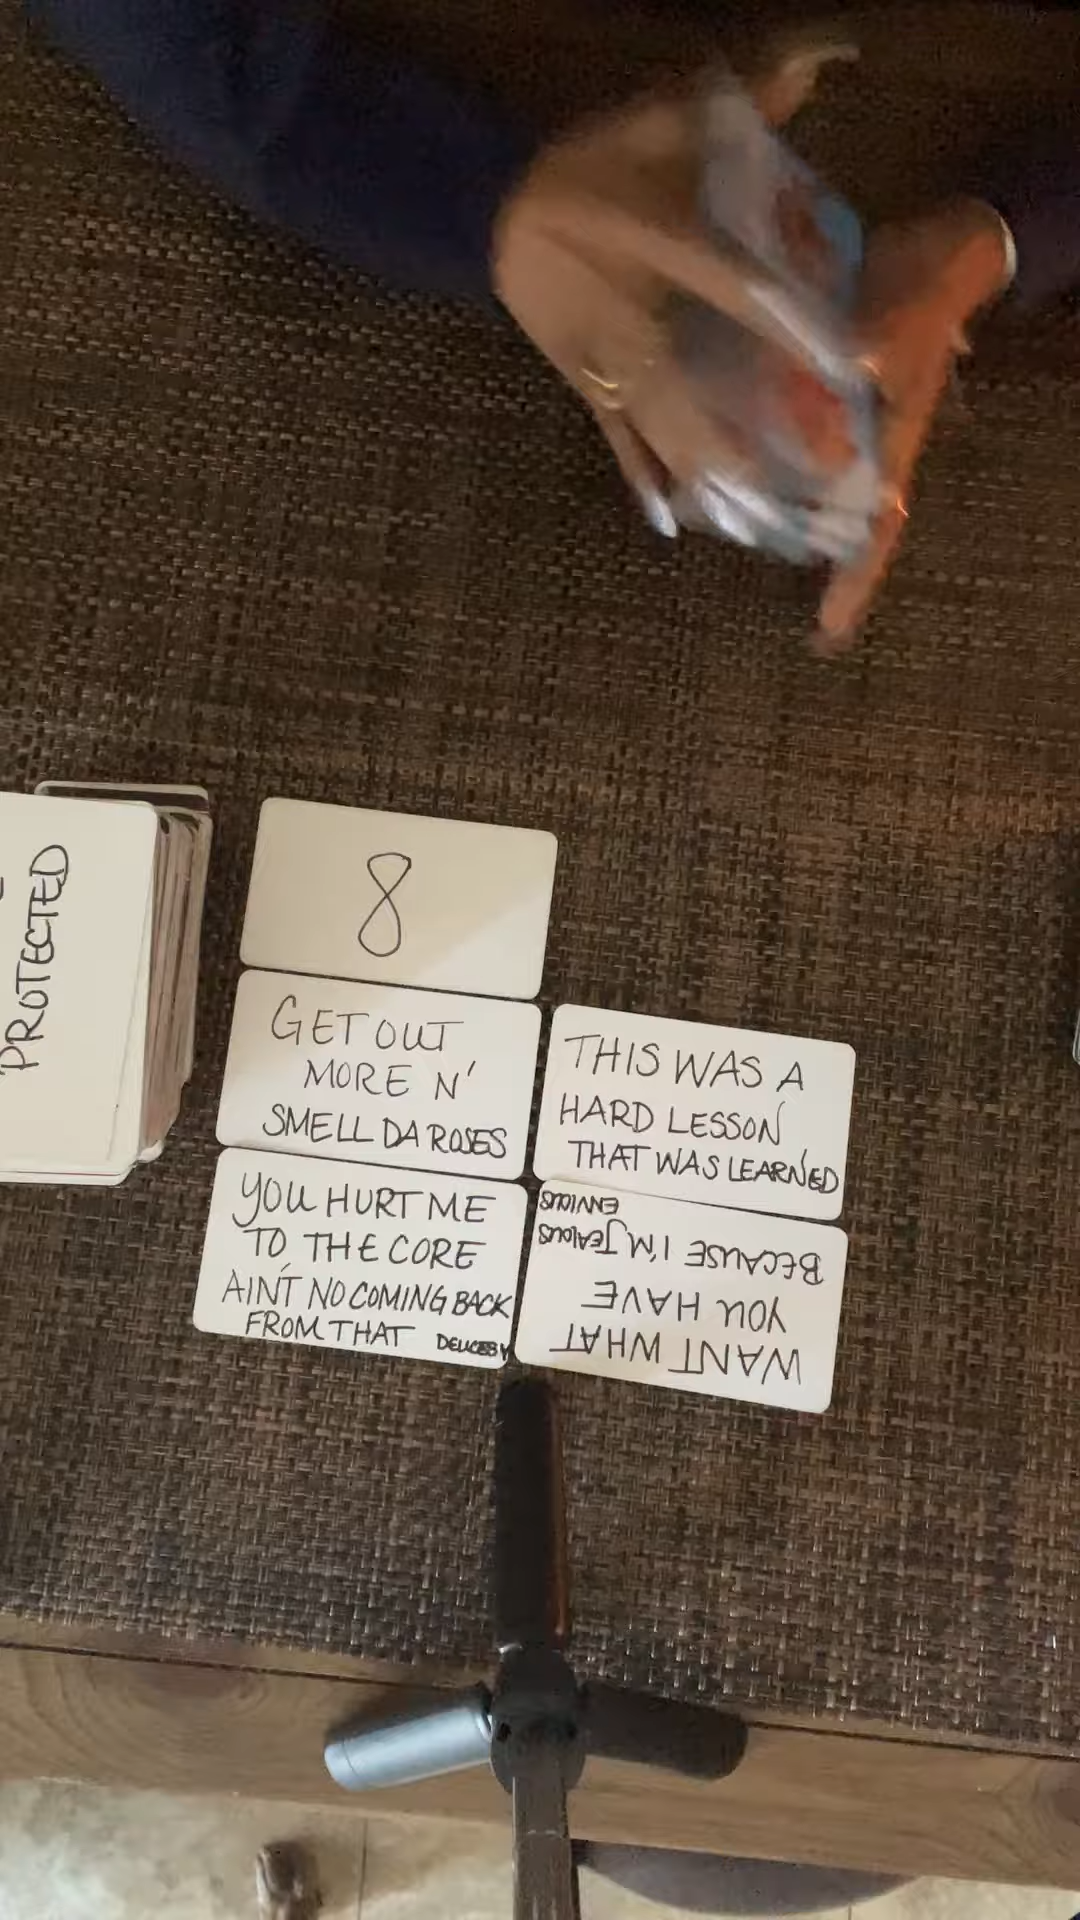 PROTECTED
8
GET OUT
MORE N'
SMELL DA ROSES
THIS WAS A
HARD LESSON
THAT WAS LEARNED
YOU HURT ME
TO THE CORE
AIN'T NO COMING BACK
FROM THAT
WANT WHAT
YOU HAVE
BECAUSE I'M JEALOUS
ENVIOUS